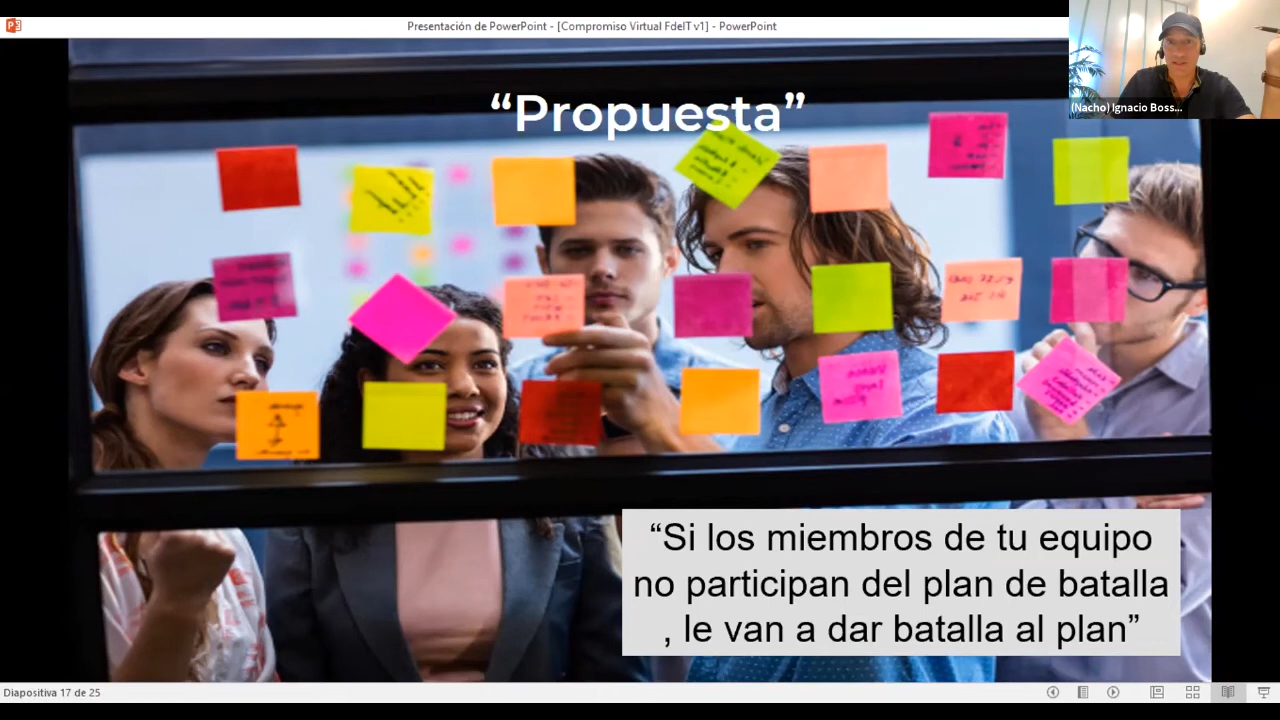 Presentación de PowerPoint - [Compromiso Virtual FdeIT v1] - PowerPoint
(Nacho) Ignacio Boss...
“Propuesta”
“Si los miembros de tu equipo
no participan del plan de batalla
, le van a dar batalla al plan”
Diapositiva 17 de 25